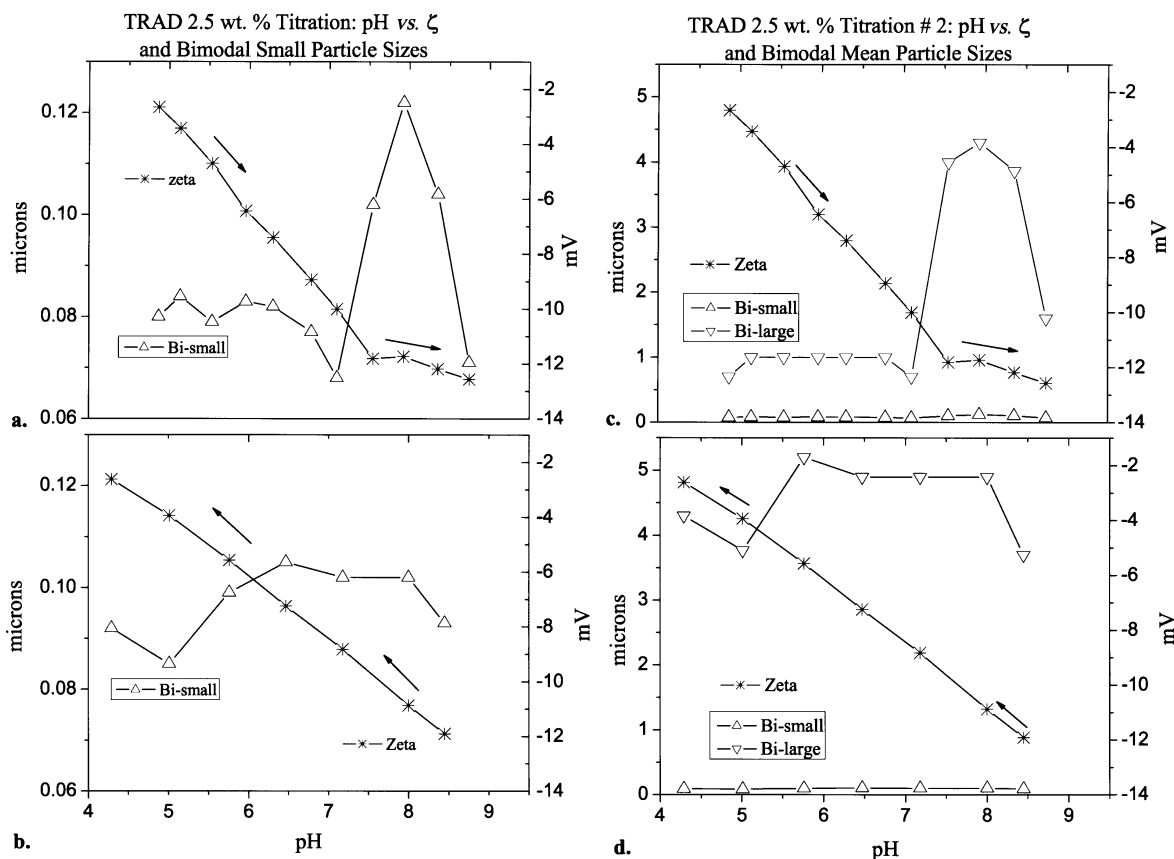 TRAD 2.5 wt. % Titration: pH vs. ζ
and Bimodal Small Particle Sizes
TRAD 2.5 wt. % Titration # 2: pH vs. ζ
and Bimodal Mean Particle Sizes
0.12
0.10
0.08
0.06
microns
-2
-4
-6
-8
-10
-12
-14
mV
zeta
Bi-small
a.
5
4
3
2
1
0
microns
-2
-4
-6
-8
-10
-12
-14
mV
Zeta
Bi-small
Bi-large
c.
0.12
0.10
0.08
0.06
microns
-2
-4
-6
-8
-10
-12
-14
mV
Bi-small
Zeta
4
5
6
7
8
9
pH
b.
5
4
3
2
1
0
microns
-2
-4
-6
-8
-10
-12
-14
mV
Zeta
Bi-small
Bi-large
4
5
6
7
8
9
pH
d.